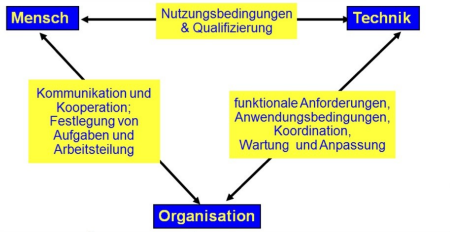 Mensch
Nutzungsbedingungen
& Qualifizierung
Technik
Kommunikation und
Kooperation;
Festlegung von
Aufgaben und
Arbeitsteilung
funktionale Anforderungen,
Anwendungsbedingungen,
Koordination,
Wartung und Anpassung
Organisation